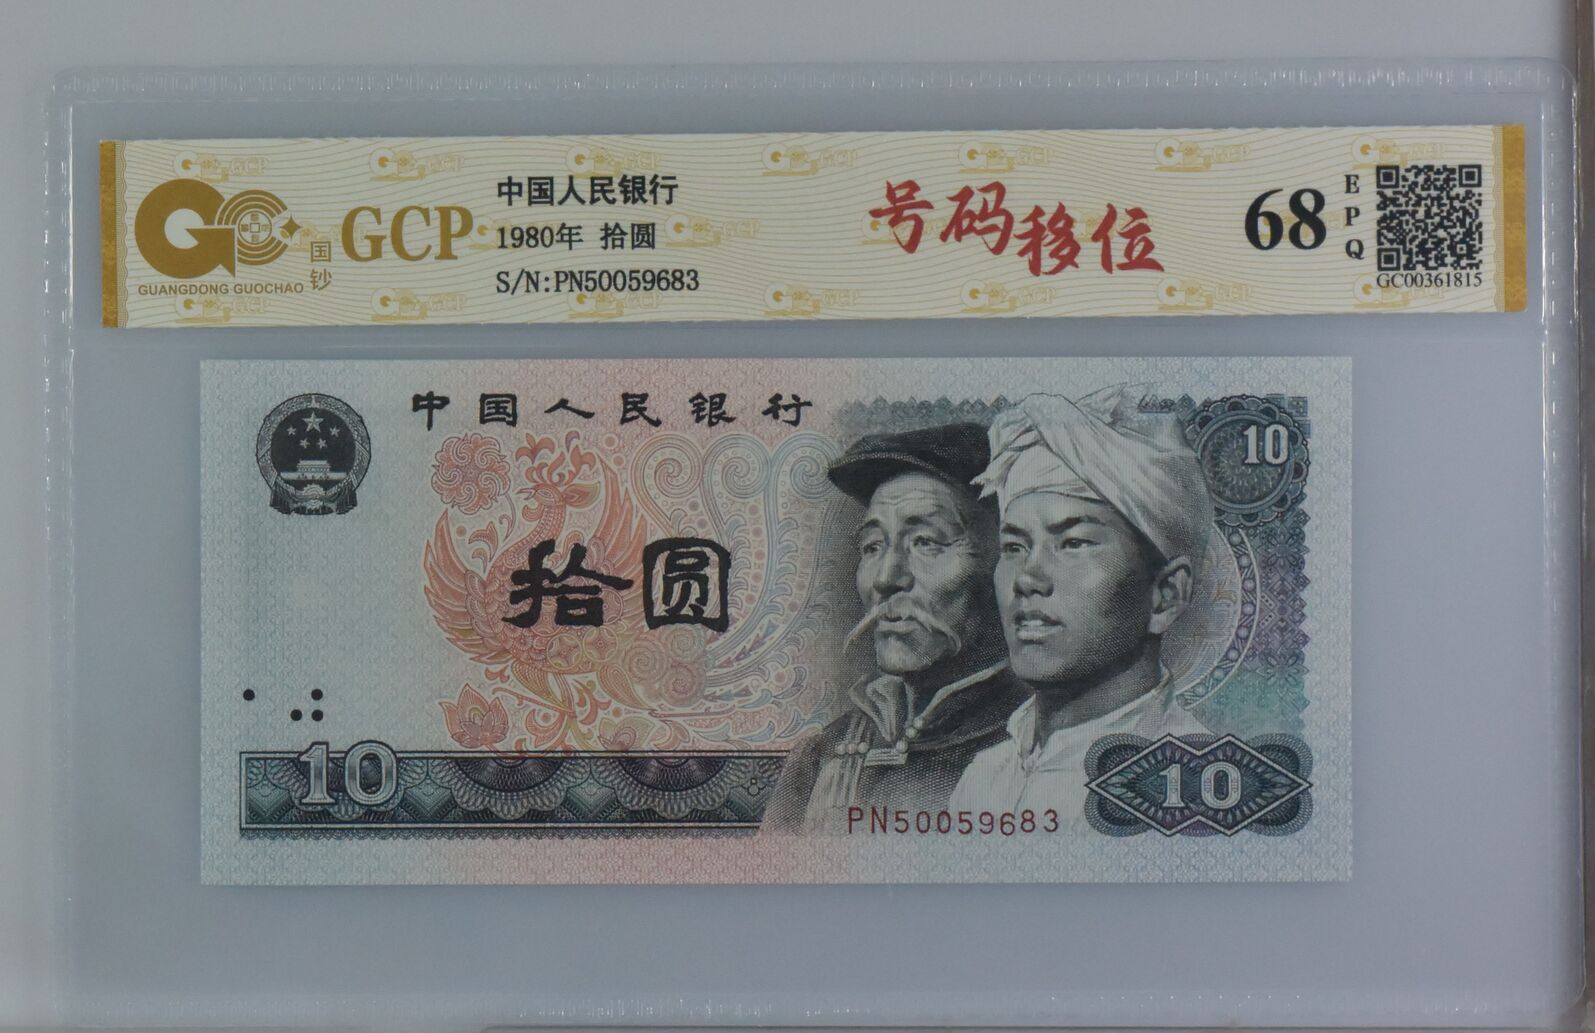 GUANGDONG GUOCHAO
国钞
GCP
中国人民银行
1980年 拾圆
S/N:PN50059683
号码移位
68
EPQ
GC00361815
中国人民银行
10
拾圆
10
PN50059683
10